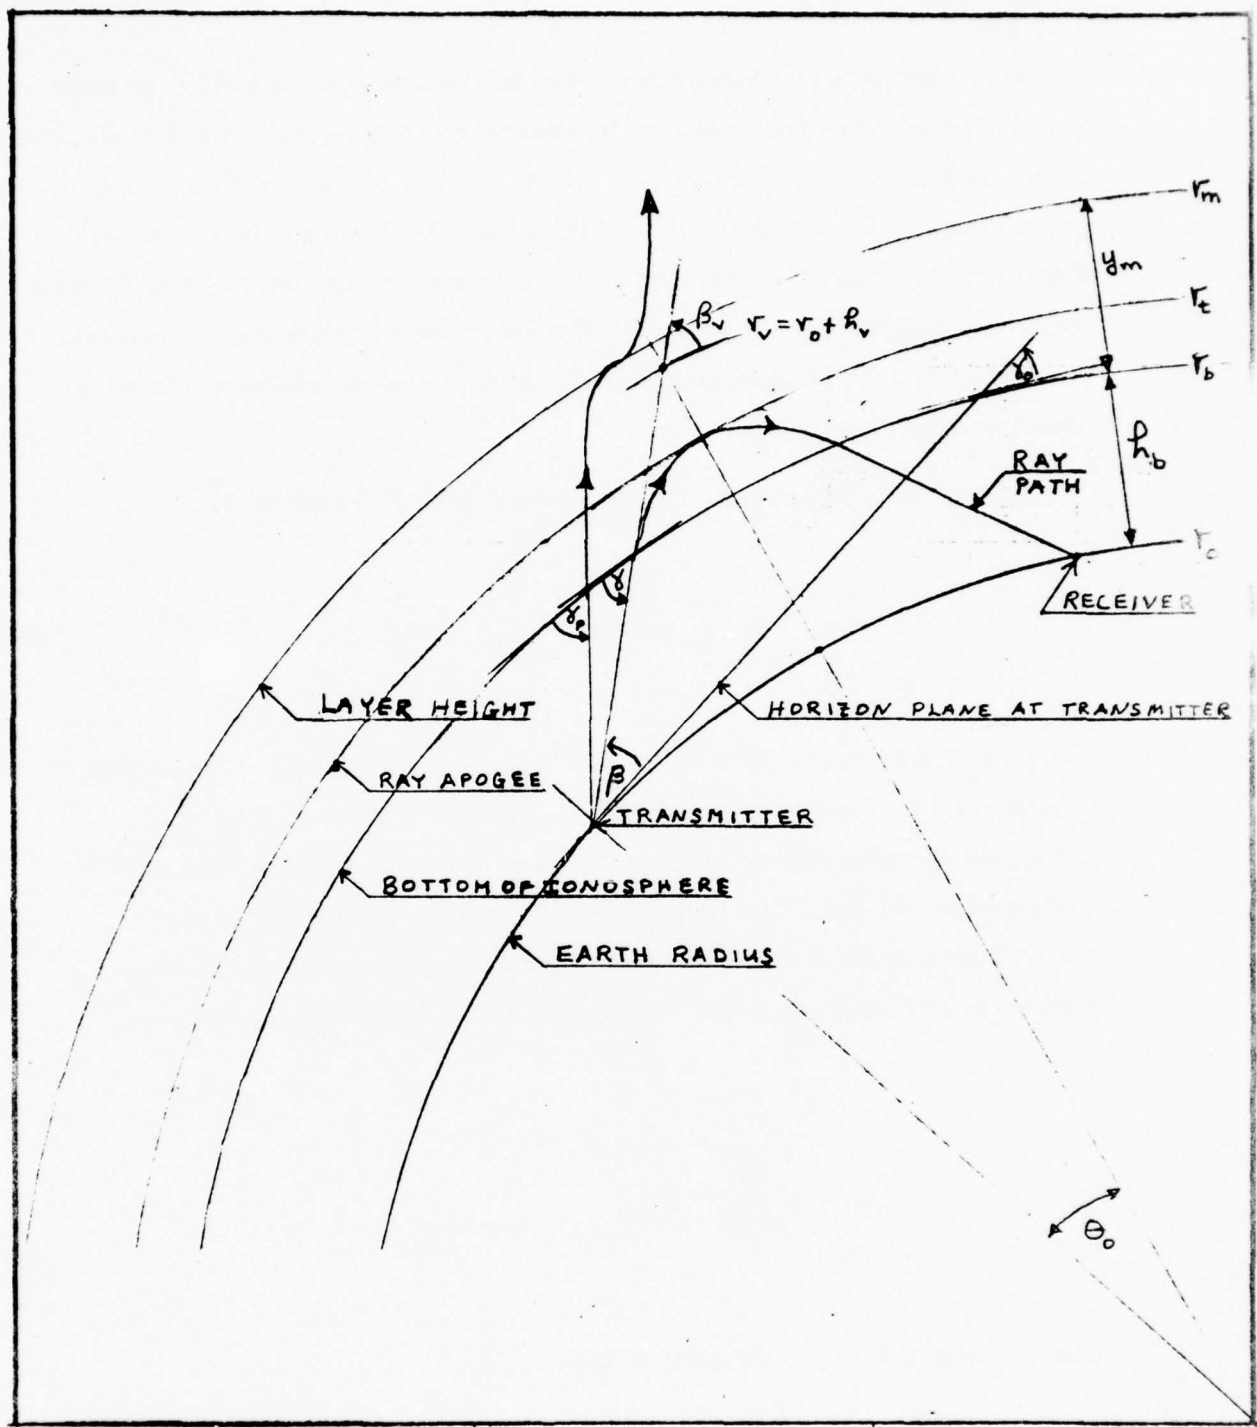 r_m
y_m
r_t
β_v r_v = r_o + h_v
r_b
γ_o
h_b
RAY
PATH
r_o
γ
RECEIVER
γ_p
LAYER HEIGHT
HORIZON PLANE AT TRANSMITTER
β
RAY APOGEE
TRANSMITTER
BOTTOM OF IONOSPHERE
EARTH RADIUS
θ_o